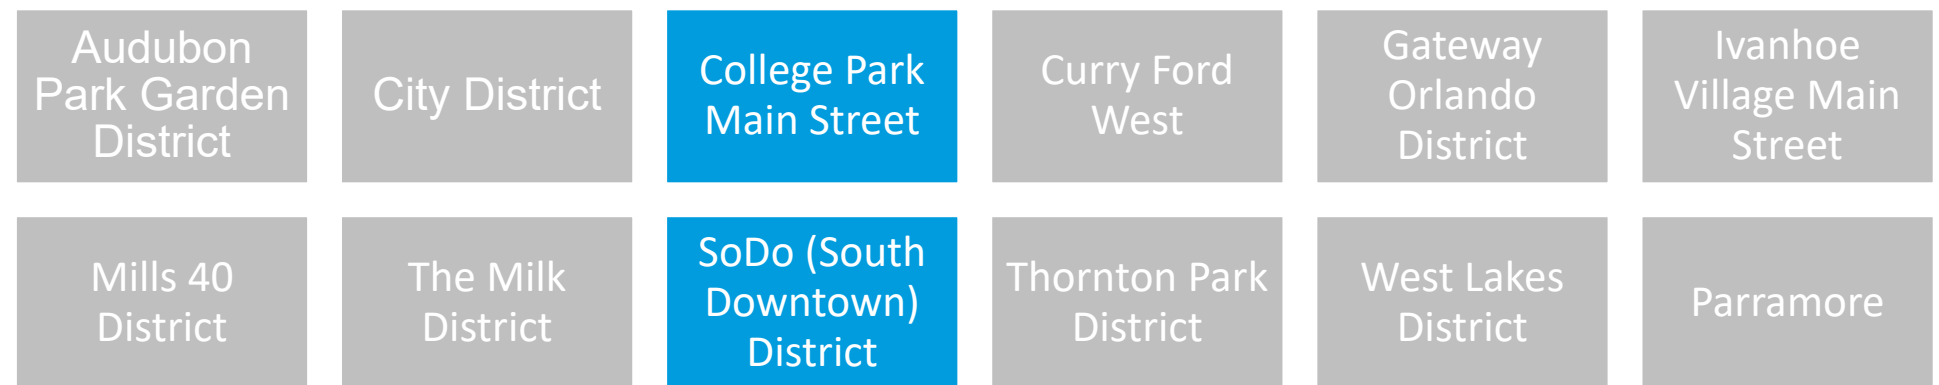 Audubon
Park Garden
District
City District
College Park
Main Street
Curry Ford
West
Gateway
Orlando
District
Ivanhoe
Village Main
Street
Mills 40
District
The Milk
District
SoDo (South
Downtown)
District
Thornton Park
District
West Lakes
District
Parramore